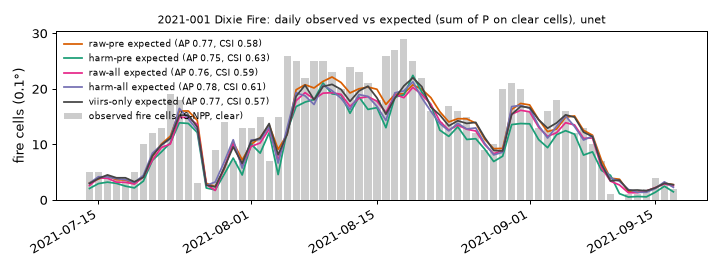 2021-001 Dixie Fire: daily observed vs expected (sum of P on clear cells), unet
fire cells (0.1°)
30
20
10
0
raw-pre expected (AP 0.77, CSI 0.58)
harm-pre expected (AP 0.75, CSI 0.63)
raw-all expected (AP 0.76, CSI 0.59)
harm-all expected (AP 0.78, CSI 0.61)
viirs-only expected (AP 0.77, CSI 0.57)
observed fire cells (S-NPP, clear)
2021-07-15
2021-08-01
2021-08-15
2021-09-01
2021-09-15